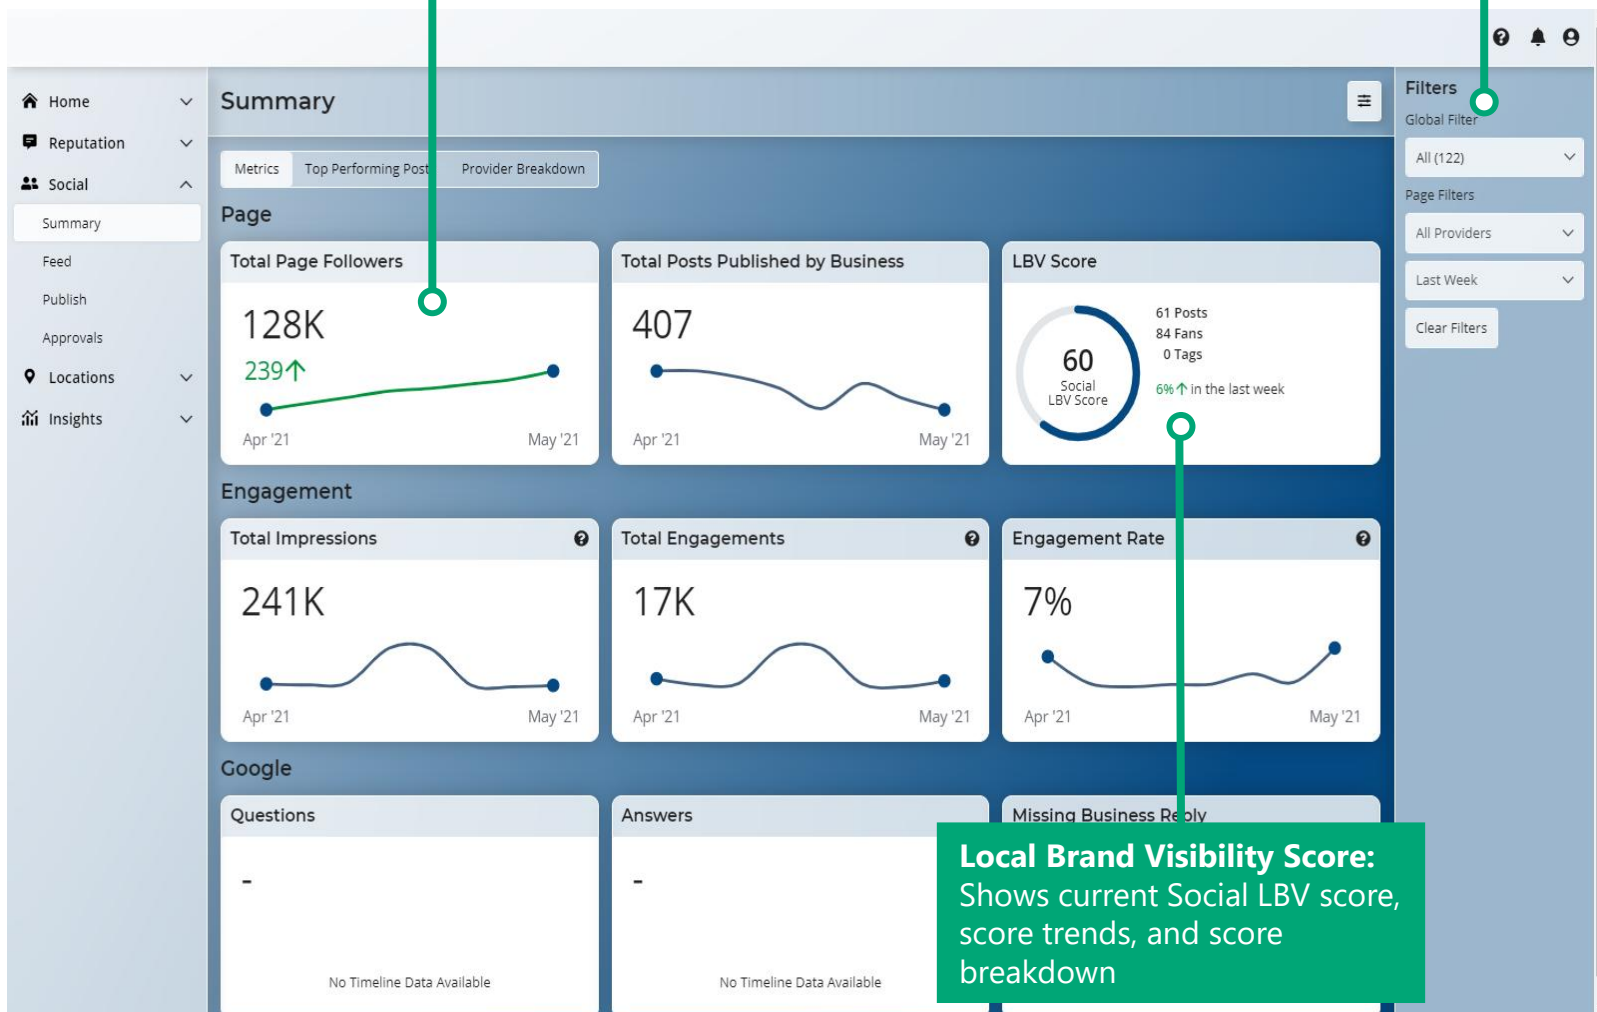 Home
Reputation
Social
Summary
Feed
Publish
Approvals
Locations
Insights
Summary
Metrics
Top Performing Post
Provider Breakdown
Page
Total Page Followers
128K
239
Apr '21
May '21
Total Posts Published by Business
407
Apr '21
May '21
LBV Score
60
Social
LBV Score
61 Posts
84 Fans
0 Tags
6% in the last week
Engagement
Total Impressions
241K
Apr '21
May '21
Total Engagements
17K
Apr '21
May '21
Engagement Rate
7%
Apr '21
May '21
Google
Questions
-
No Timeline Data Available
Answers
-
No Timeline Data Available
Missing Business Reply
Local Brand Visibility Score:
Shows current Social LBV score,
score trends, and score
breakdown
Filters
Global Filter
All (122)
Page Filters
All Providers
Last Week
Clear Filters